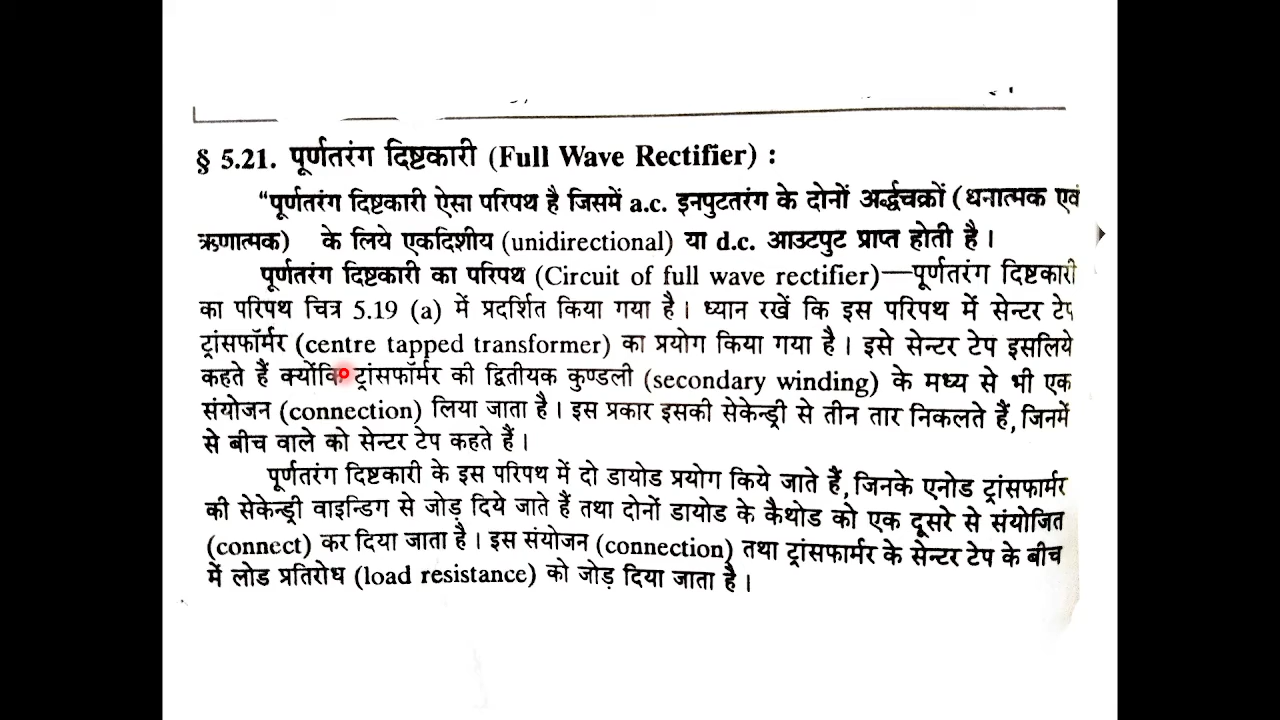 § 5.21. पूर्णतरंग दिष्टकारी (Full Wave Rectifier) :
“पूर्णतरंग दिष्टकारी ऐसा परिपथ है जिसमें a.c. इनपुटतरंग के दोनों अर्द्धचक्रों (धनात्मक एवं
ऋणात्मक) के लिये एकदिशीय (unidirectional) या d.c. आउटपुट प्राप्त होती है ।
पूर्णतरंग दिष्टकारी का परिपथ (Circuit of full wave rectifier)—पूर्णतरंग दिष्टकारी
का परिपथ चित्र 5.19 (a) में प्रदर्शित किया गया है । ध्यान रखें कि इस परिपथ में सेन्टर टेप
ट्रांसफॉर्मर (centre tapped transformer) का प्रयोग किया गया है । इसे सेन्टर टेप इसलिये
कहते हैं क्योंकि ट्रांसफॉर्मर की द्वितीयक कुण्डली (secondary winding) के मध्य से भी एक
संयोजन (connection) लिया जाता है । इस प्रकार इसकी सेकेन्ड्री से तीन तार निकलते हैं, जिनमें
से बीच वाले को सेन्टर टेप कहते हैं ।
पूर्णतरंग दिष्टकारी के इस परिपथ में दो डायोड प्रयोग किये जाते हैं, जिनके एनोड ट्रांसफार्मर
की सेकेन्ड्री वाइन्डिग से जोड़ दिये जाते हैं तथा दोनों डायोड के कैथोड को एक दूसरे से संयोजित
(connect) कर दिया जाता है । इस संयोजन (connection) तथा ट्रांसफार्मर के सेन्टर टेप के बीच
में लोड प्रतिरोध (load resistance) को जोड़ दिया जाता है ।